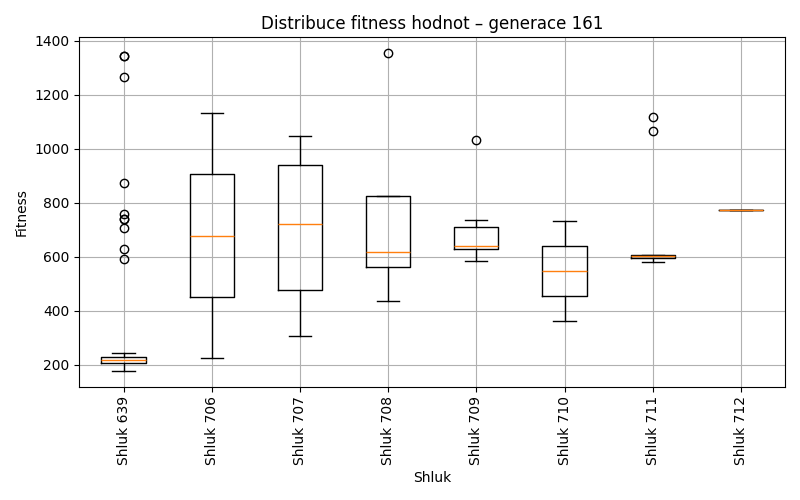 Distribuce fitness hodnot – generace 161
1400
1200
1000
800
600
400
200
Fitness
Shluk 639
Shluk 706
Shluk 707
Shluk 708
Shluk 709
Shluk 710
Shluk 711
Shluk 712
Shluk